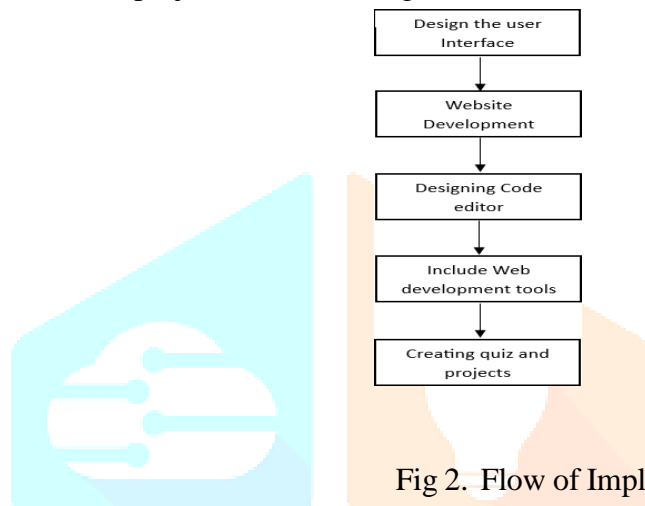 Design the user
Interface
Website
Development
Designing Code
editor
Include Web
development tools
Creating quiz and
projects
Fig 2. Flow of Impl